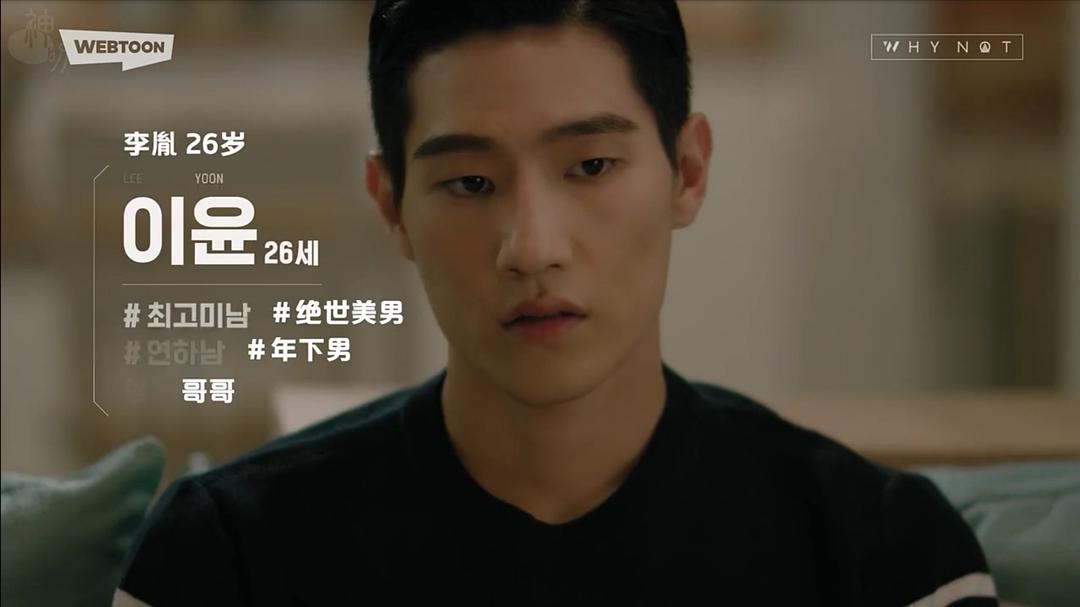 WEBTOON
WHY NOT
李胤 26岁
LEE YOON
이윤 26세
#최고미남 #绝世美男
#연하남 #年下男
哥哥